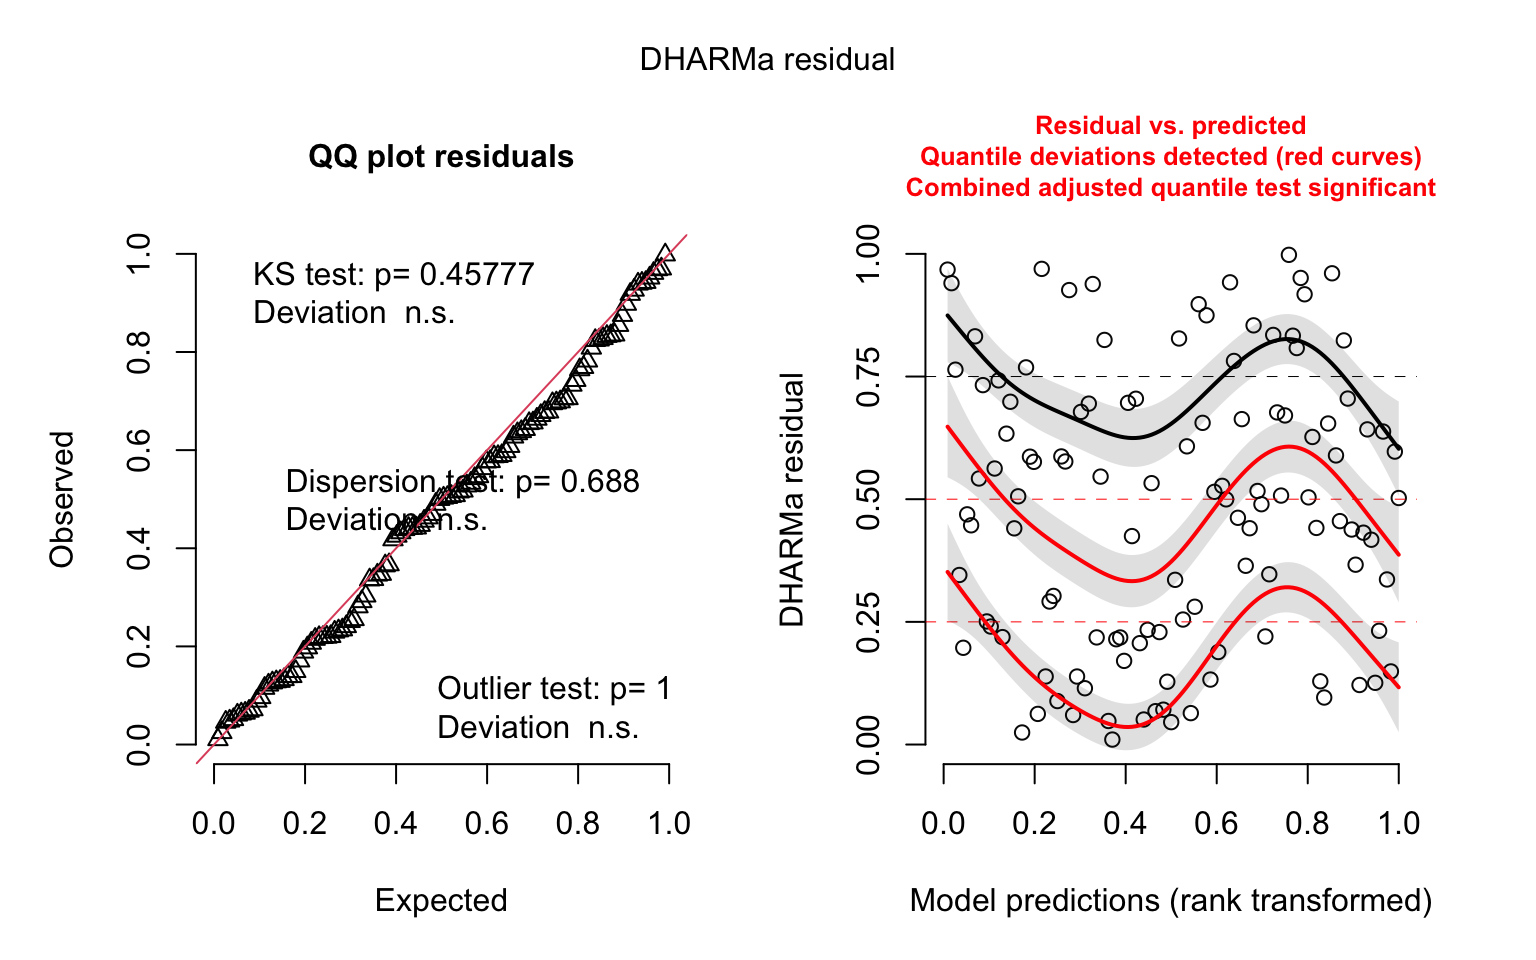 DHARMa residual
QQ plot residuals
KS test: p= 0.45777
Deviation  n.s.
Dispersion test: p= 0.688
Deviation  n.s.
Outlier test: p= 1
Deviation  n.s.
Observed
0.0 0.2 0.4 0.6 0.8 1.0
0.0 0.2 0.4 0.6 0.8 1.0
Expected
Residual vs. predicted
Quantile deviations detected (red curves)
Combined adjusted quantile test significant
DHARMa residual
0.00 0.25 0.50 0.75 1.00
0.0 0.2 0.4 0.6 0.8 1.0
Model predictions (rank transformed)